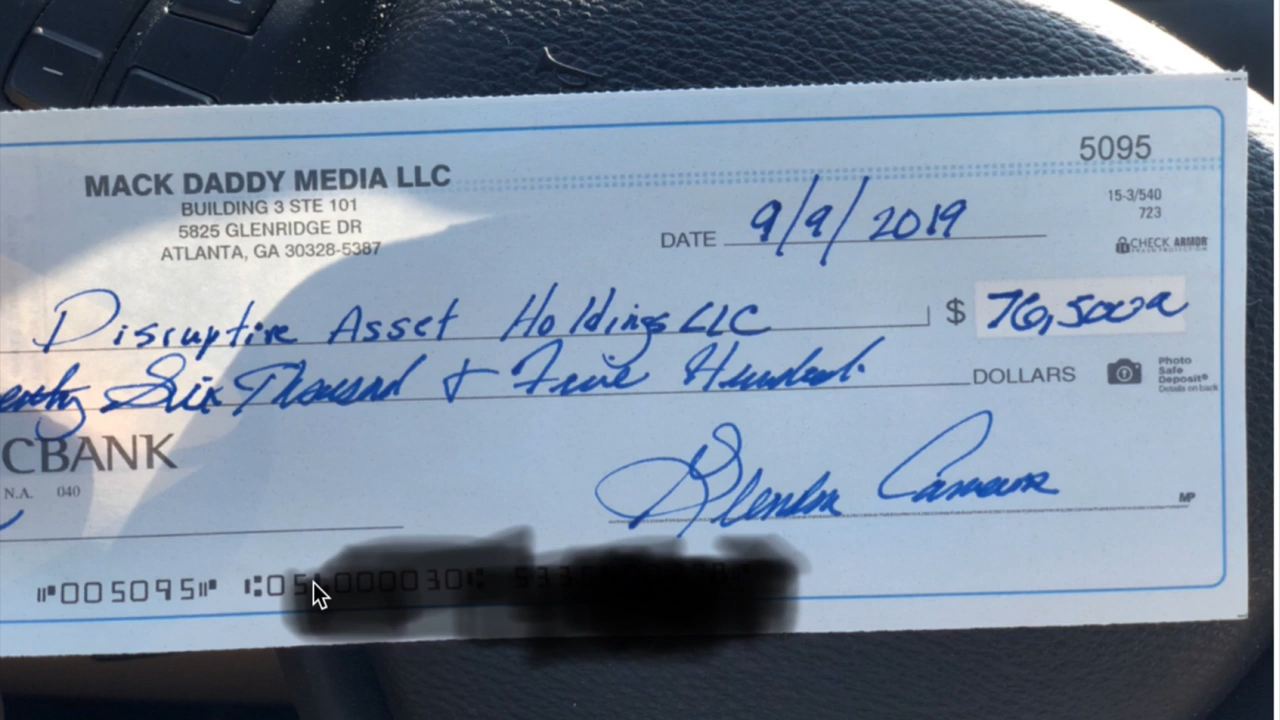 5095
MACK DADDY MEDIA LLC
BUILDING 3 STE 101
5825 GLENRIDGE DR
ATLANTA, GA 30328-5387
15-3/540
723
DATE 9/9/2019
CHECK ARMOR
Disruptive Asset Holdings LLC $ 76,500
Six Thousand & Five Hundred DOLLARS
Photo
Safe
Deposit®
Details on back
CBANK
N.A. 040
Glenda
MP
005095